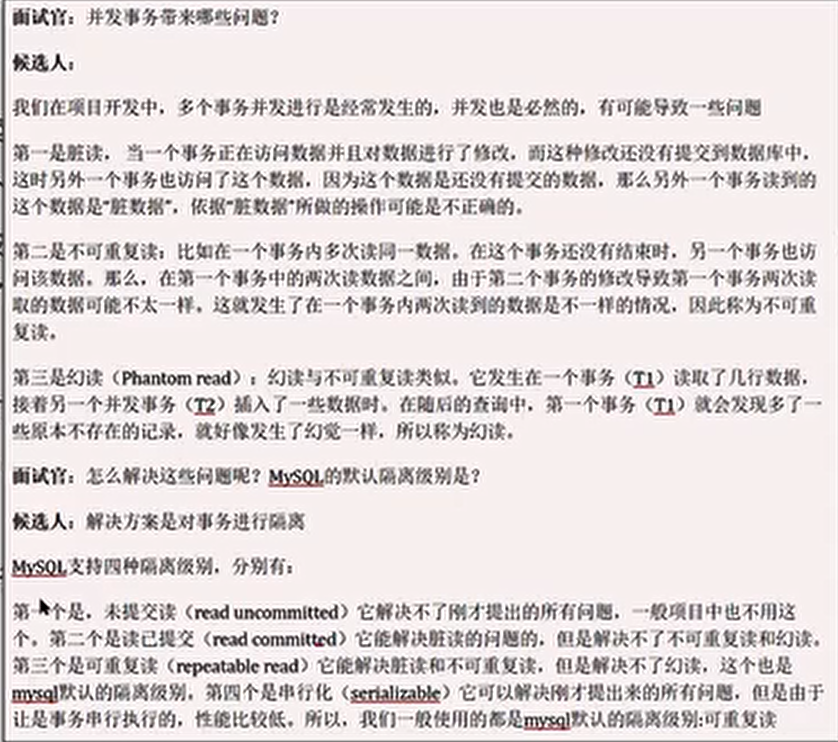 面试官：并发事务带来哪些问题？
候选人：
我们在项目开发中，多个事务并发进行是经常发生的，并发也是必然的，有可能导致一些问题
第一是脏读， 当一个事务正在访问数据并且对数据进行了修改，而这种修改还没有提交到数据库中，
这时另外一个事务也访问了这个数据，因为这个数据是还没有提交的数据，那么另外一个事务读到的
这个数据是“脏数据”，依据“脏数据”所做的操作可能是不正确的。
第二是不可重复读：比如在一个事务内多次读同一数据。在这个事务还没有结束时，另一个事务也访
问该数据。那么，在第一个事务中的两次读数据之间，由于第二个事务的修改导致第一个事务两次读
取的数据可能不太一样。这就发生了在一个事务内两次读到的数据是不一样的情况，因此称为不可重
复读。
第三是幻读（Phantom read）：幻读与不可重复读类似。它发生在一个事务（T1）读取了几行数据，
接着另一个并发事务（T2）插入了一些数据时。在随后的查询中，第一个事务（T1）就会发现多了一
些原本不存在的记录，就好像发生了幻觉一样，所以称为幻读。
面试官：怎么解决这些问题呢？MySQL的默认隔离级别是？
候选人：解决方案是对事务进行隔离
MySQL支持四种隔离级别，分别有：
第一个是，未提交读（read uncommitted）它解决不了刚才提出的所有问题，一般项目中也不用这
个。第二个是读已提交（read committed）它能解决脏读的问题的，但是解决不了不可重复读和幻读。
第三个是可重复读（repeatable read）它能解决脏读和不可重复读，但是解决不了幻读，这个也是
mysql默认的隔离级别。第四个是串行化（serializable）它可以解决刚才提出来的所有问题，但是由于
让是事务串行执行的，性能比较低。所以，我们一般使用的都是mysql默认的隔离级别:可重复读